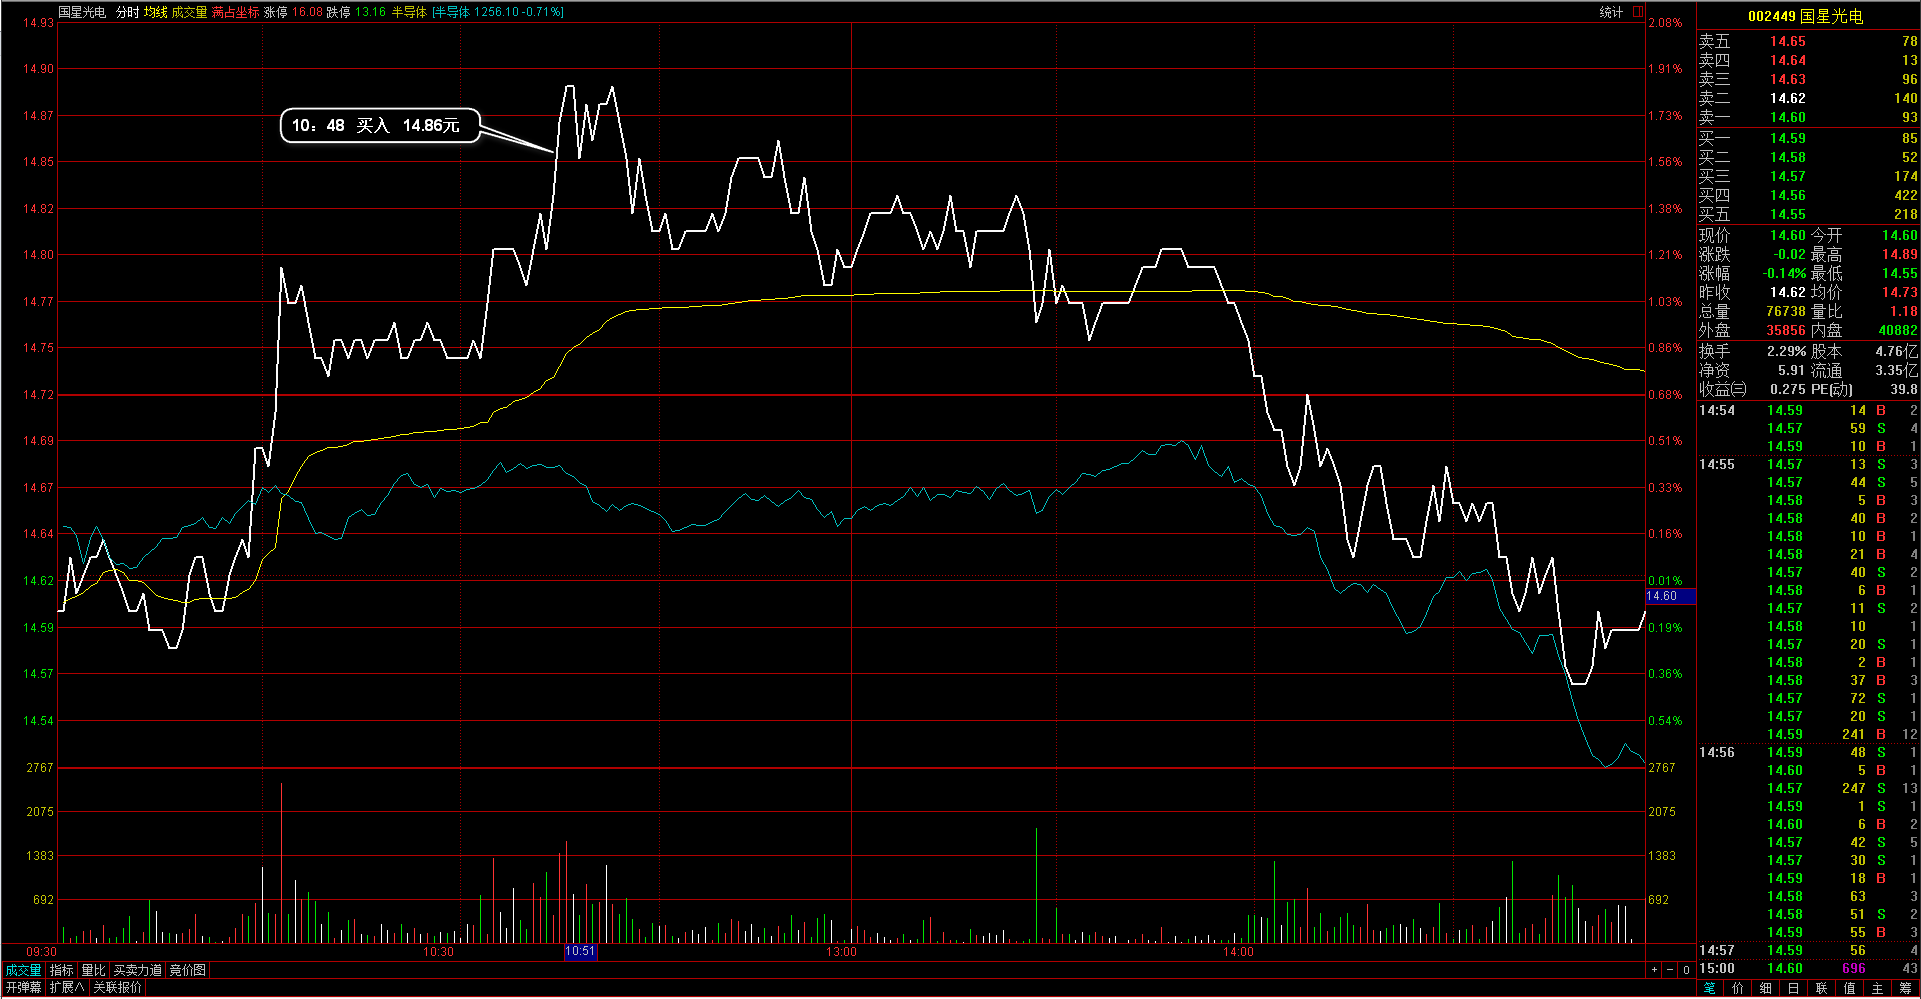 国星光电 分时 均线 成交量 满占坐标 涨停 16.08 跌停 13.16 半导体 [半导体 1256.10 -0.71%] 统计
14.93
14.90
14.87
14.85
14.82
14.80
14.77
14.75
14.72
14.69
14.67
14.64
14.62
14.59
14.57
14.54
2767
2075
1383
692
10：48 买入 14.86元
2.08%
1.91%
1.73%
1.56%
1.38%
1.21%
1.03%
0.86%
0.68%
0.51%
0.33%
0.16%
0.01%
14.60
0.19%
0.36%
0.54%
2767
2075
1383
692
09:30 10:30 10:51 13:00 14:00
成交量 指标 量比 买卖力道 竞价图 + - 0
开弹幕 扩展∧ 关联报价
002449 国星光电
卖五 14.65 78
卖四 14.64 13
卖三 14.63 96
卖二 14.62 140
卖一 14.60 93
买一 14.59 85
买二 14.58 52
买三 14.57 174
买四 14.56 422
买五 14.55 218
现价 14.60 今开 14.60
涨跌 -0.02 最高 14.89
涨幅 -0.14% 最低 14.55
昨收 14.62 均价 14.73
总量 76738 量比 1.18
外盘 35856 内盘 40882
换手 2.29% 股本 4.76亿
净资 5.91 流通 3.35亿
收益㈢ 0.275 PE(动) 39.8
14:54 14.59 14 B 2
14.57 59 S 4
14.59 10 B 1
14:55 14.57 13 S 3
14.57 44 S 5
14.58 5 B 3
14.58 40 B 2
14.58 10 B 1
14.58 21 B 4
14.57 40 S 2
14.58 6 B 1
14.57 11 S 2
14.58 10 1
14.57 20 S 1
14.58 2 B 1
14.58 37 B 3
14.57 72 S 1
14.57 20 S 1
14.59 241 B 12
14:56 14.59 48 S 1
14.60 5 B 1
14.57 247 S 13
14.59 1 S 1
14.60 6 B 2
14.57 42 S 5
14.57 30 S 1
14.59 18 B 1
14.58 63 3
14.58 51 S 2
14.59 55 B 3
14:57 14.59 56 4
15:00 14.60 696 43
笔 价 细 日 联 值 主 筹